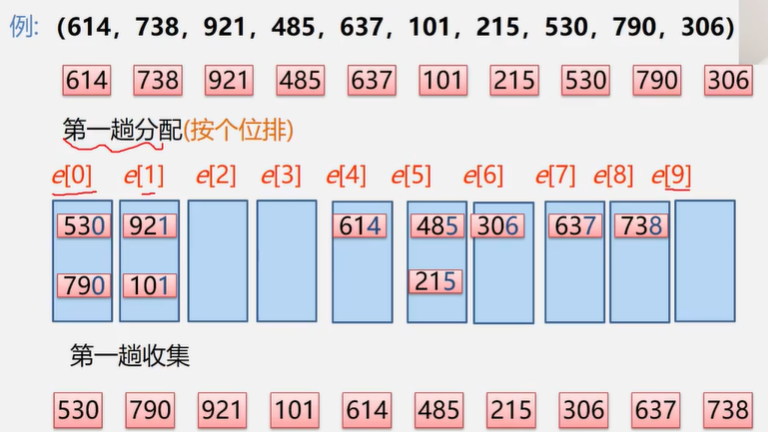 例: (614, 738, 921, 485, 637, 101, 215, 530, 790, 306)
614 738 921 485 637 101 215 530 790 306
第一趟分配(按个位排)
e[0] e[1] e[2] e[3] e[4] e[5] e[6] e[7] e[8] e[9]
530 921 614 485 306 637 738
790 101 215
第一趟收集
530 790 921 101 614 485 215 306 637 738